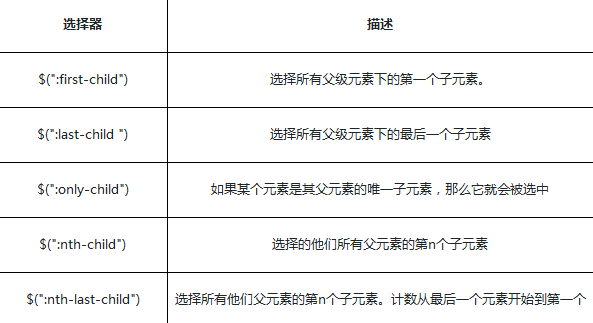 选择器 描述
$(":first-child") 选择所有父级元素下的第一个子元素。
$(":last-child ") 选择所有父级元素下的最后一个子元素
$(":only-child") 如果某个元素是其父元素的唯一子元素，那么它就会被选中
$(":nth-child") 选择的他们所有父元素的第n个子元素
$(":nth-last-child") 选择所有他们父元素的第n个子元素。计数从最后一个元素开始到第一个